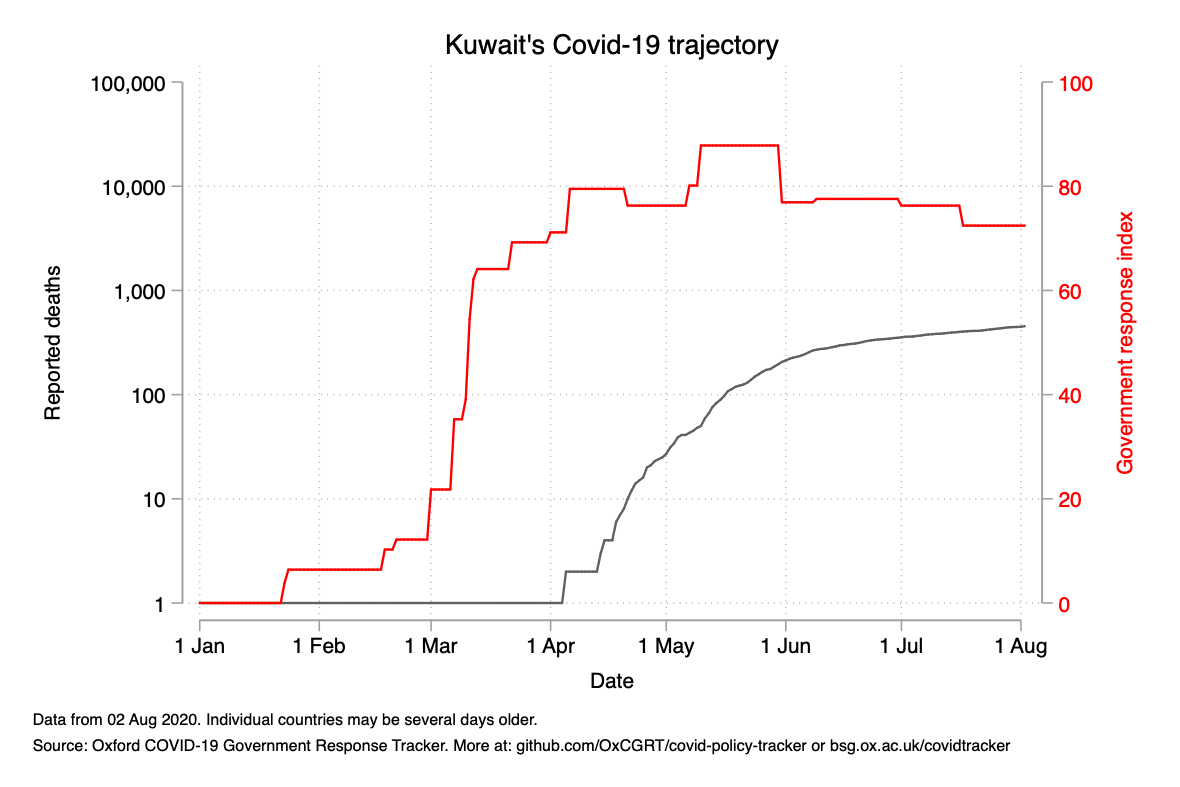 Kuwait's Covid-19 trajectory
100,000
10,000
1,000
100
10
1
Reported deaths
100
80
60
40
20
0
Government response index
1 Jan 1 Feb 1 Mar 1 Apr 1 May 1 Jun 1 Jul 1 Aug
Date
Data from 02 Aug 2020. Individual countries may be several days older.
Source: Oxford COVID-19 Government Response Tracker. More at: github.com/OxCGRT/covid-policy-tracker or bsg.ox.ac.uk/covidtracker